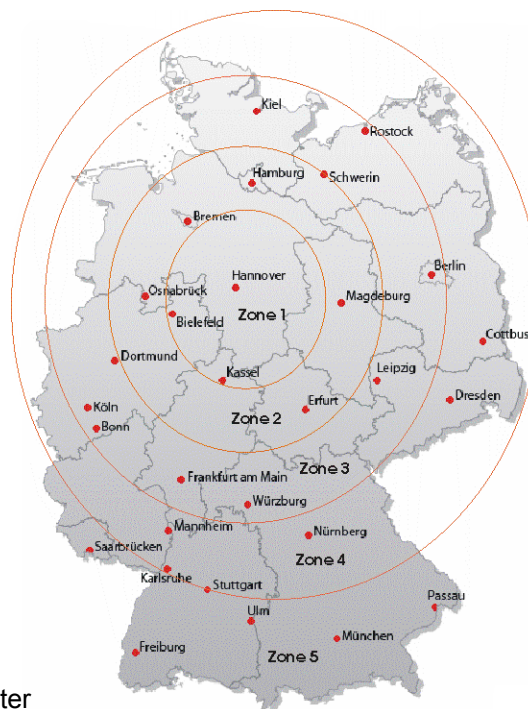 Kiel
Rostock
Hamburg
Schwerin
Bremen
Berlin
Hannover
Osnabrück
Magdeburg
Bielefeld
Zone 1
Cottbus
Dortmund
Kassel
Leipzig
Dresden
Köln
Zone 2
Erfurt
Bonn
Zone 3
Frankfurt am Main
Würzburg
Mannheim
Nürnberg
Saarbrücken
Zone 4
Karlsruhe
Stuttgart
Passau
Ulm
München
Freiburg
Zone 5
ter